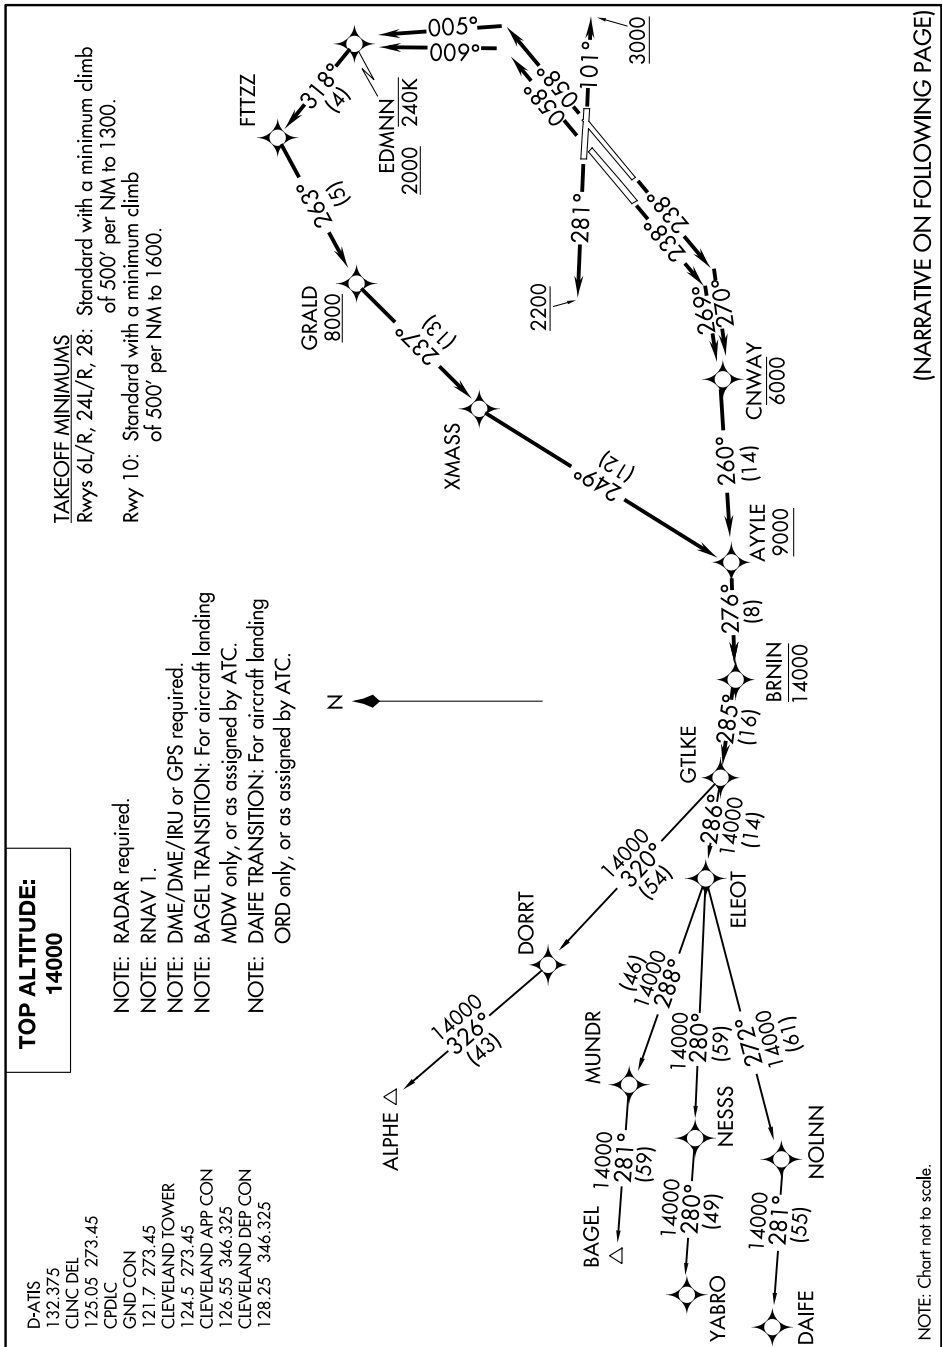 D-ATIS
132.375
CLNC DEL
125.05 273.45
CPDLC
GND CON
121.7 273.45
CLEVELAND TOWER
124.5 273.45
CLEVELAND APP CON
126.55 346.325
CLEVELAND DEP CON
128.25 346.325
TOP ALTITUDE:
14000
TAKEOFF MINIMUMS
Rwys 6L/R, 24L/R, 28: Standard with a minimum climb
of 500' per NM to 1300.
Rwy 10: Standard with a minimum climb
of 500' per NM to 1600.
NOTE: RADAR required.
NOTE: RNAV 1.
NOTE: DME/DME/IRU or GPS required.
NOTE: BAGEL TRANSITION: For aircraft landing
MDW only, or as assigned by ATC.
NOTE: DAIFE TRANSITION: For aircraft landing
ORD only, or as assigned by ATC.
N
FTTZZ
318°
(4)
005°
009°
EDMNN
2000 240K
263°
(5)
GRALD
8000
237°
(13)
XMASS
249°
(12)
058°
058°
101°
3000
281°
2200
238°
238°
269°
270°
CNWAY
6000
260°
(14)
AYYLE
9000
276°
(8)
BRNIN
14000
285°
(16)
GTLKE
286°
14000
(14)
ELEOT
14000
320°
(54)
DORRT
14000
326°
(43)
ALPHE
(46)
14000
288°
MUNDR
14000
281°
(59)
BAGEL
14000
280°
(59)
NESSS
14000
280°
(49)
YABRO
272°
14000
(61)
NOLNN
14000
281°
(55)
DAIFE
NOTE: Chart not to scale.
(NARRATIVE ON FOLLOWING PAGE)